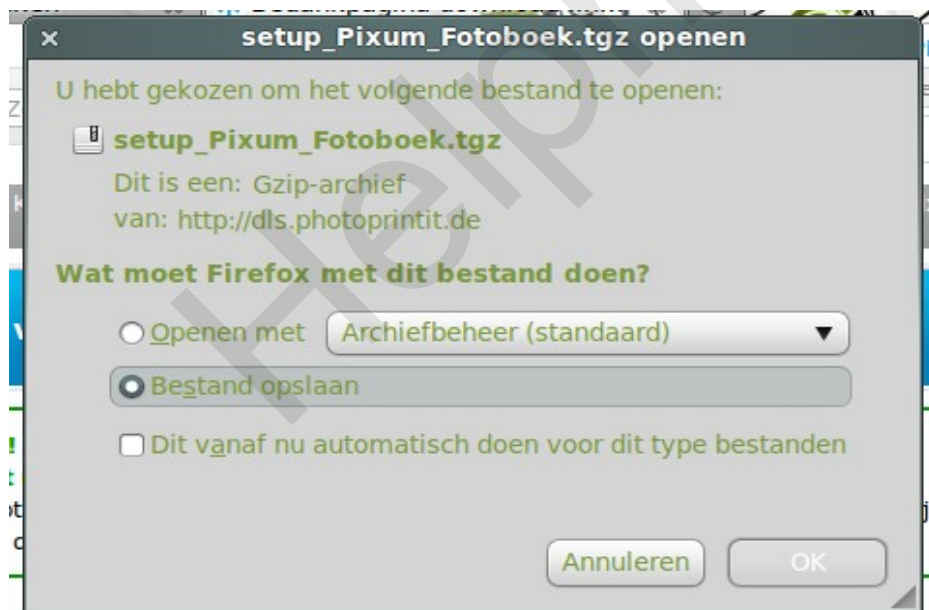 setup_Pixum_Fotoboek.tgz openen
U hebt gekozen om het volgende bestand te openen:
setup_Pixum_Fotoboek.tgz
Dit is een: Gzip-archief
van: http://dls.photoprintit.de
Wat moet Firefox met dit bestand doen?
Openen met Archiefbeheer (standaard)
Bestand opslaan
Dit vanaf nu automatisch doen voor dit type bestanden
Annuleren OK